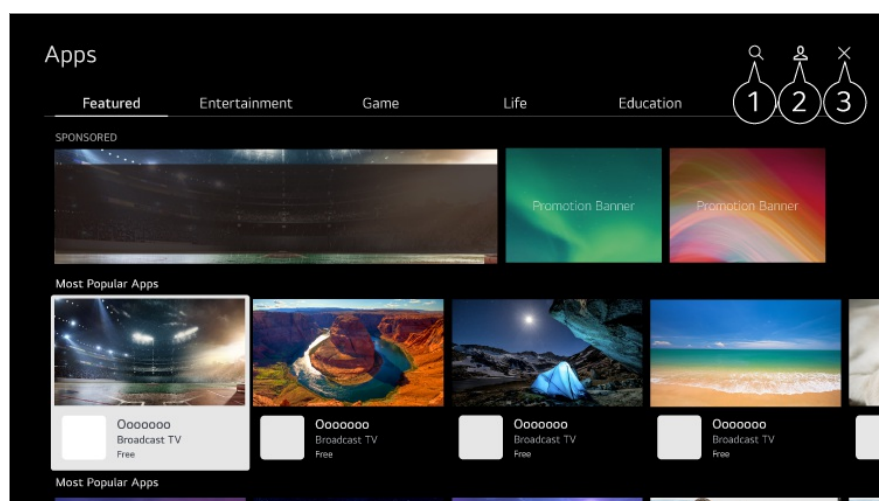 Apps
1 2 3
Featured Entertainment Game Life Education
SPONSORED
Promotion Banner Promotion Banner
Most Popular Apps
Ooooooo Ooooooo Ooooooo Ooooooo
Broadcast TV Broadcast TV Broadcast TV Broadcast TV
Free Free Free Free
Most Popular Apps